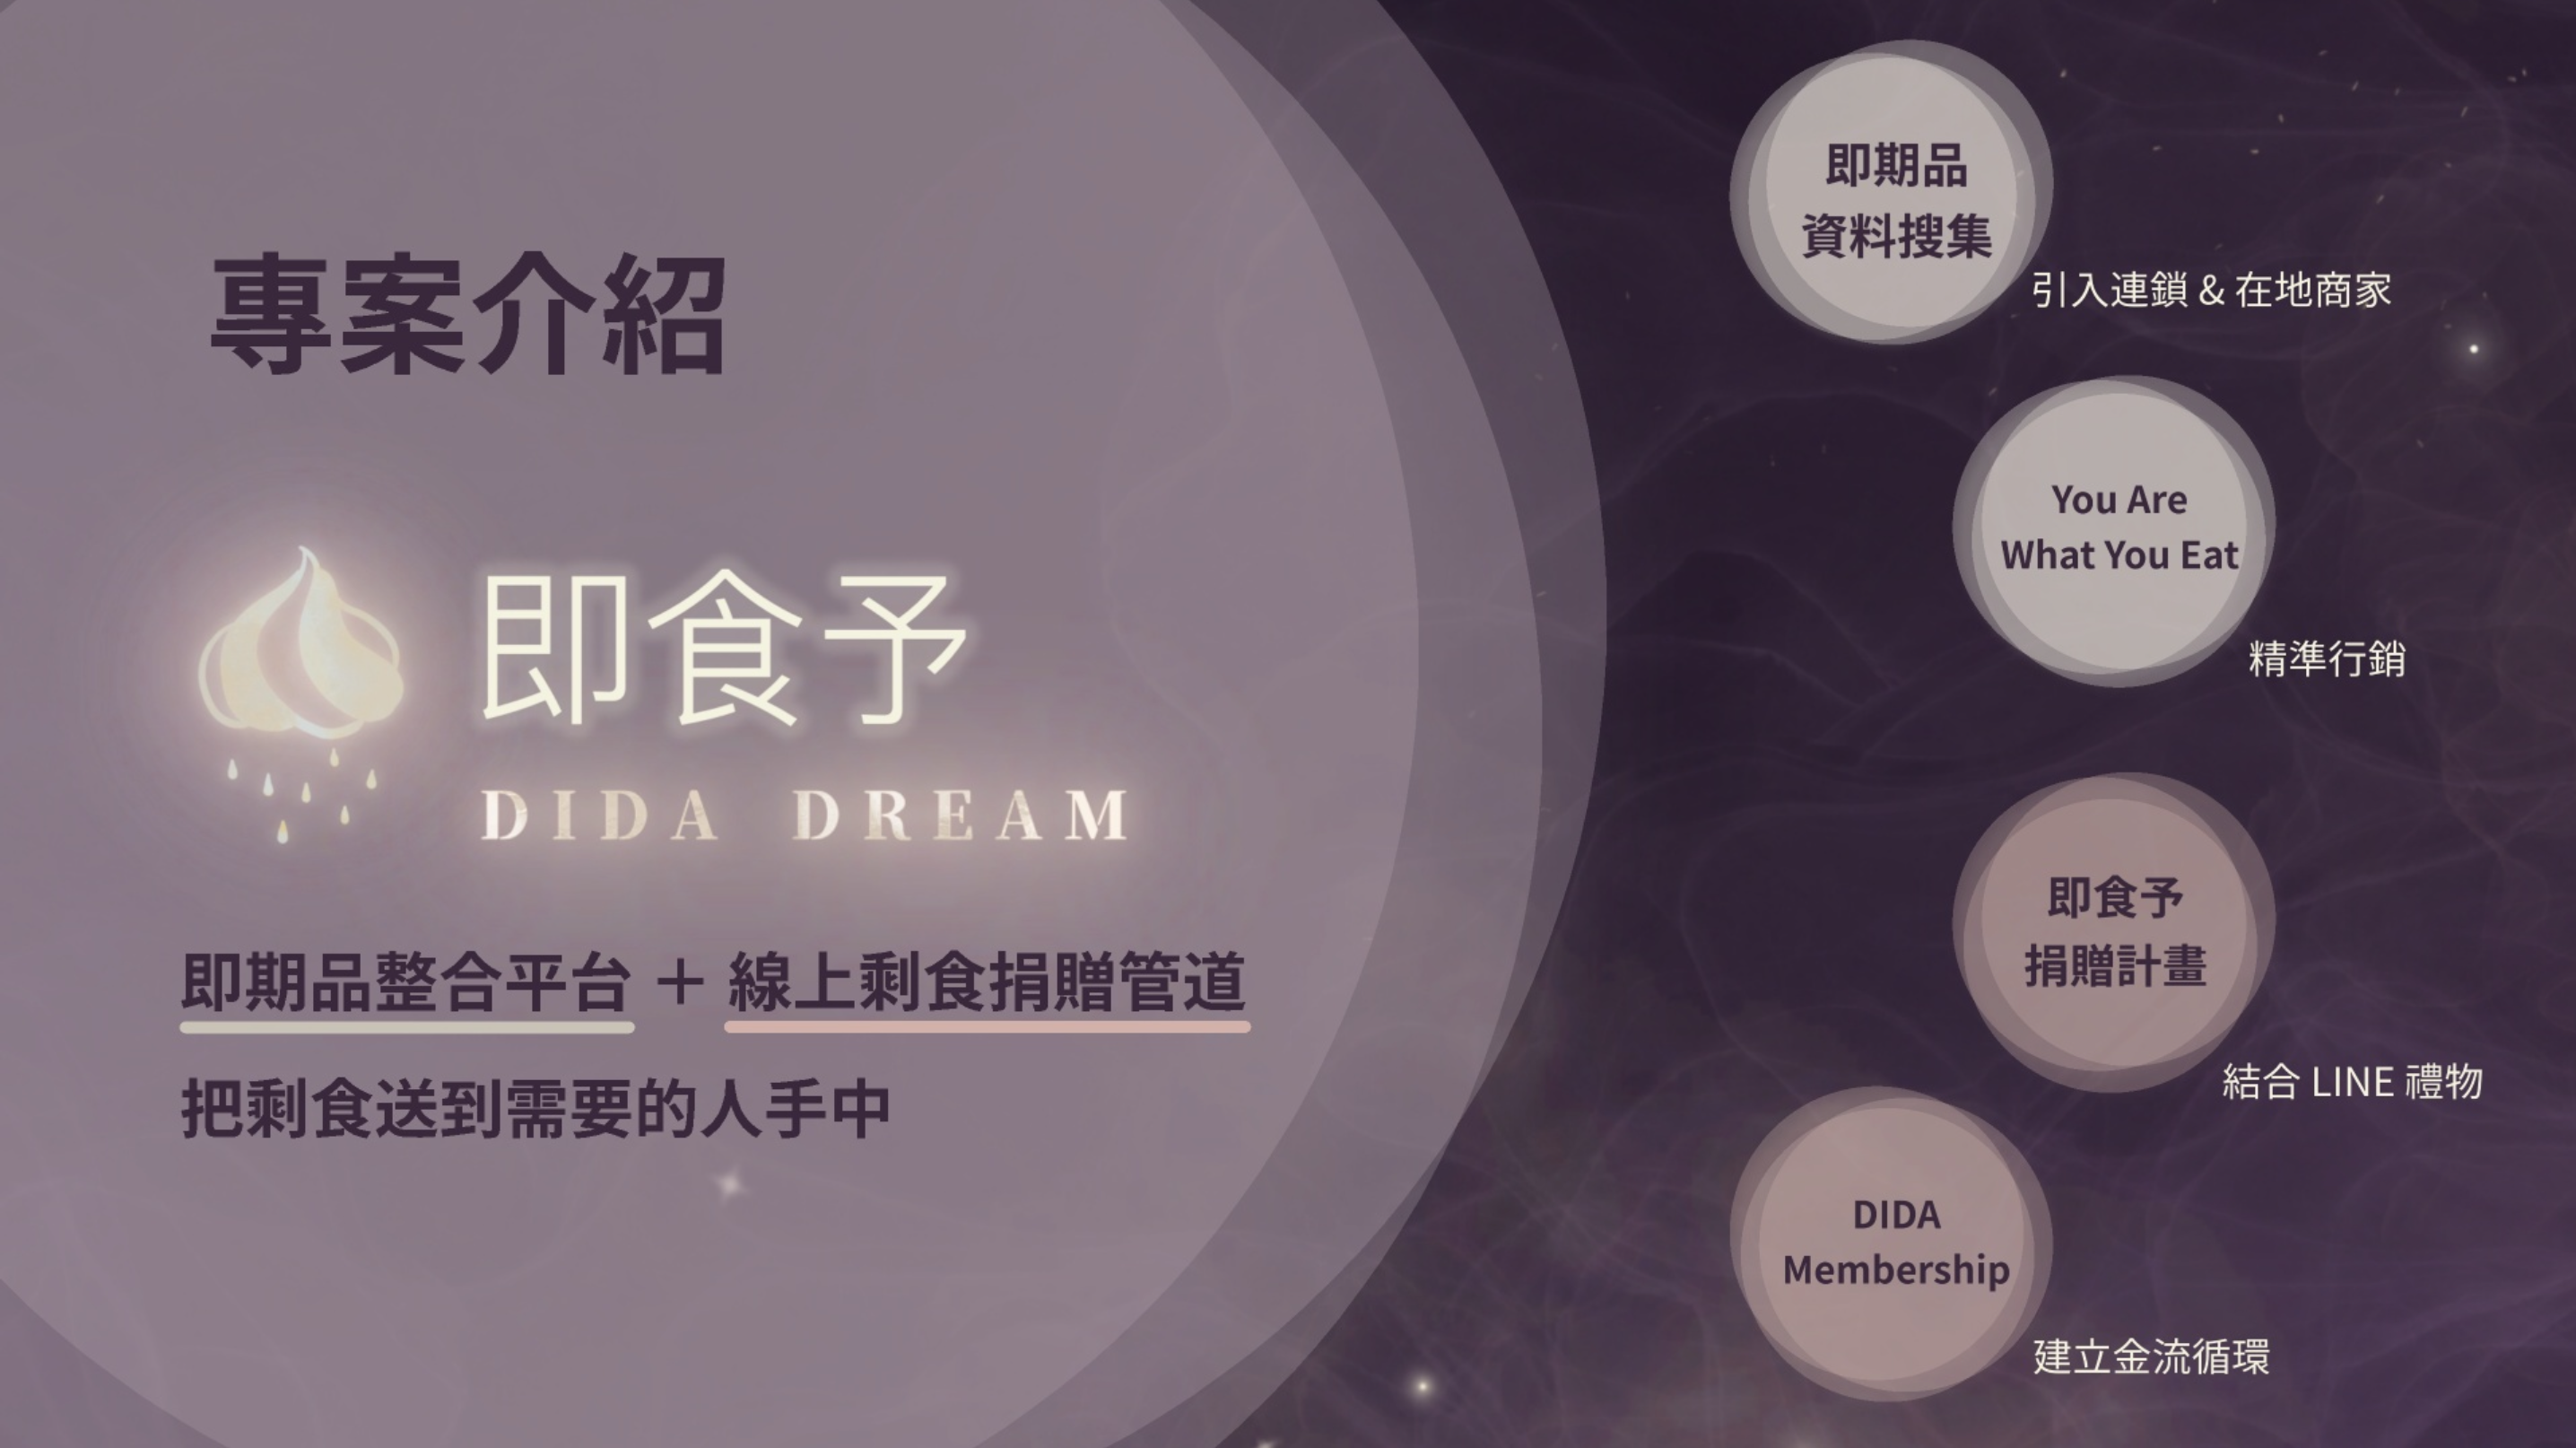 專案介紹
即食予
DIDA DREAM
即期品整合平台 + 線上剩食捐贈管道
把剩食送到需要的人手中
即期品
資料搜集
引入連鎖 & 在地商家
You Are
What You Eat
精準行銷
即食予
捐贈計畫
結合 LINE 禮物
DIDA
Membership
建立金流循環